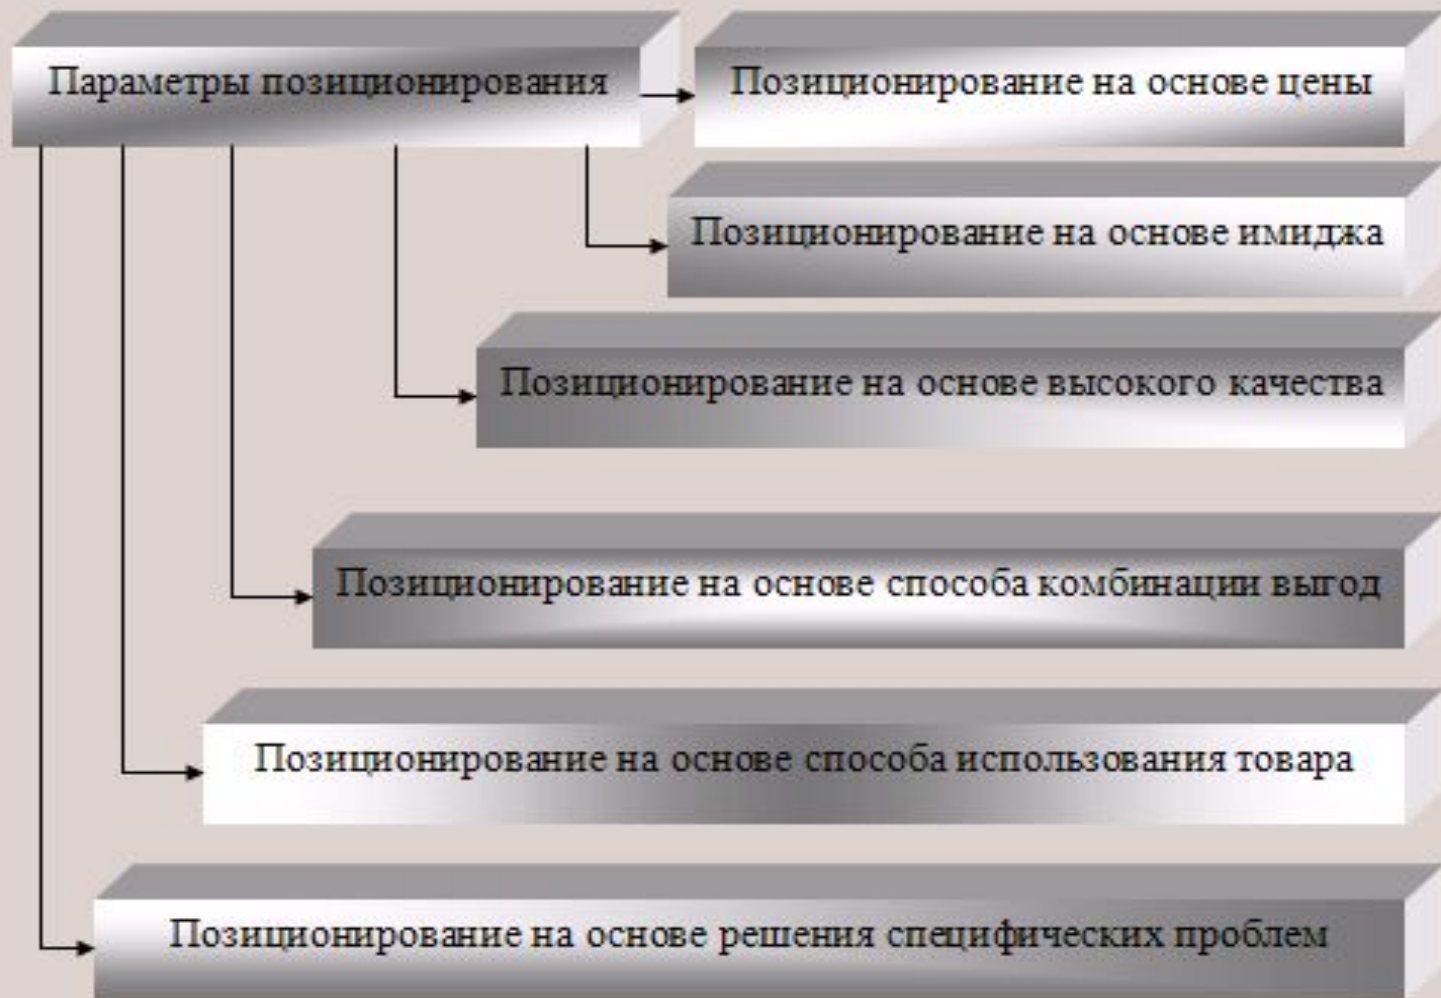 Параметры позиционирования
Позиционирование на основе цены
Позиционирование на основе имиджа
Позиционирование на основе высокого качества
Позиционирование на основе способа комбинации выгод
Позиционирование на основе способа использования товара
Позиционирование на основе решения специфических проблем